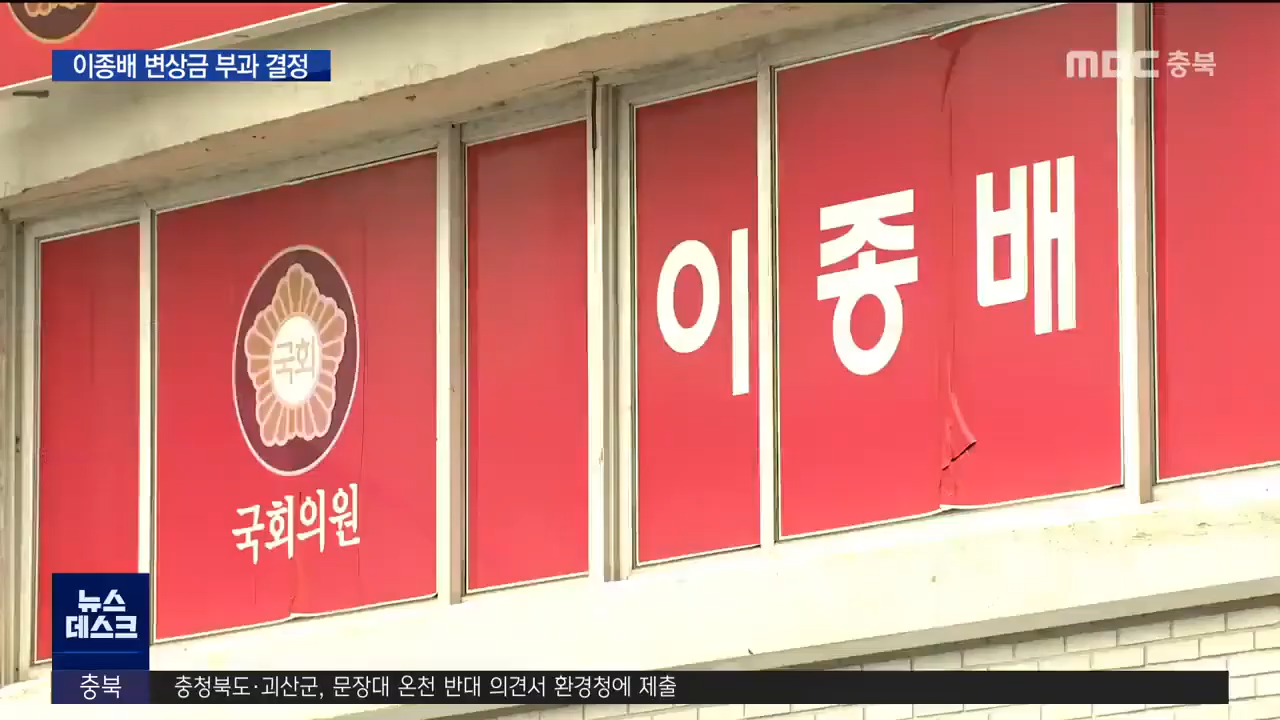 이종배 변상금 부과 결정
MBC 충북
국회
국회의원
이종배
뉴스
데스크
충북
충청북도·괴산군, 문장대 온천 반대 의견서 환경청에 제출